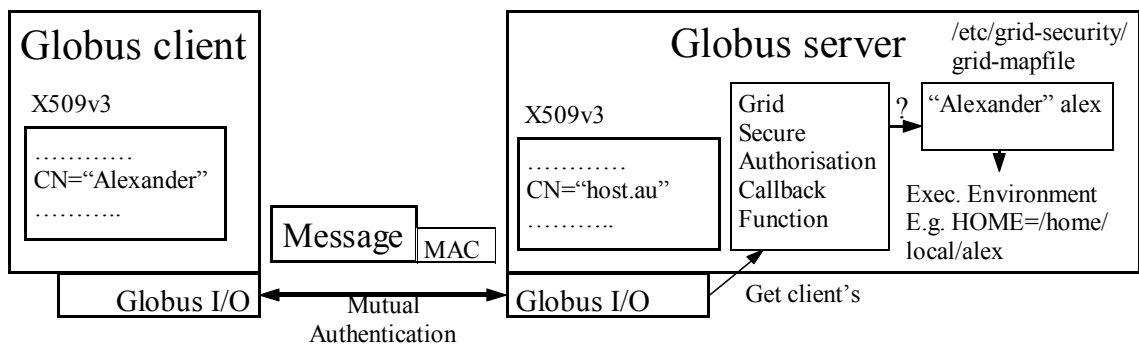 Globus client
X509v3
…………
CN=“Alexander”
………..
Globus I/O
Message
MAC
Mutual
Authentication
Globus server
X509v3
…………
CN=“host.au”
………..
Globus I/O
Get client's
Grid
Secure
Authorisation
Callback
Function
?
/etc/grid-security/
grid-mapfile
“Alexander” alex
Exec. Environment
E.g. HOME=/home/
local/alex